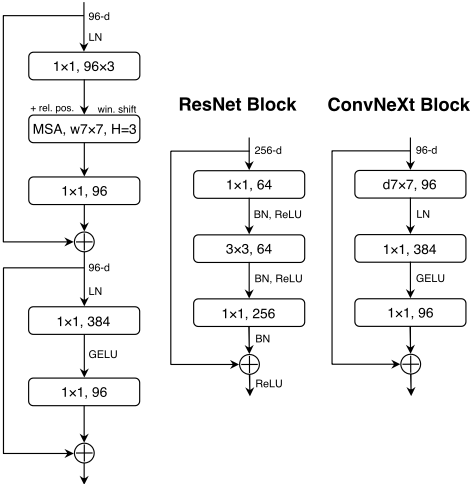 96-d
LN
1×1, 96×3
+ rel. pos.
win. shift
MSA, w7×7, H=3
1×1, 96
96-d
LN
1×1, 384
GELU
1×1, 96
ResNet Block
256-d
1×1, 64
BN, ReLU
3×3, 64
BN, ReLU
1×1, 256
BN
ReLU
ConvNeXt Block
96-d
d7×7, 96
LN
1×1, 384
GELU
1×1, 96